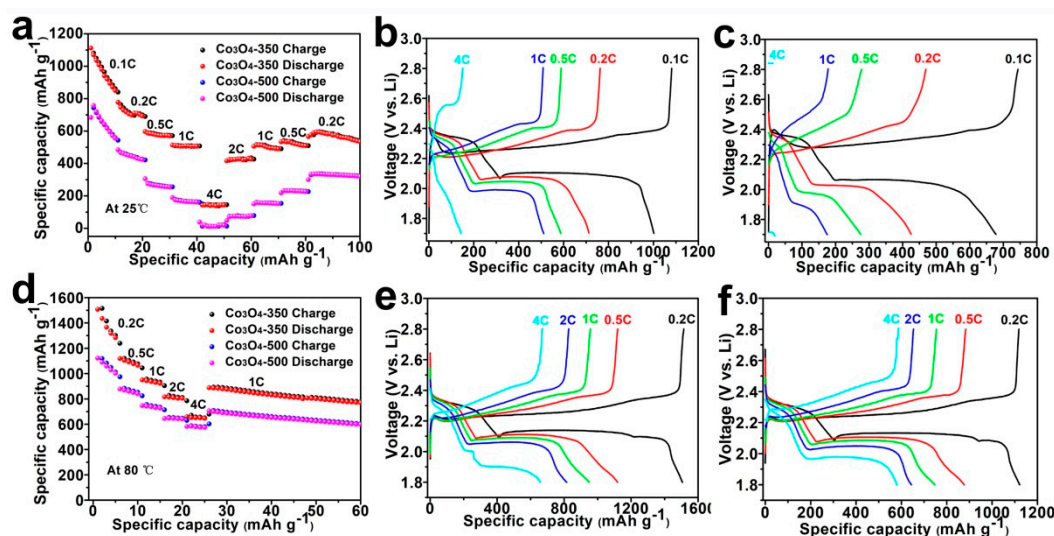 a
Specific capacity (mAh g-1)
1200
1000
800
600
400
200
0
0.1C
0.2C
0.5C
1C
4C
2C
1C
0.5C
0.2C
Co3O4-350 Charge
Co3O4-350 Discharge
Co3O4-500 Charge
Co3O4-500 Discharge
At 25℃
0 20 40 60 80 100
Specific capacity (mAh g-1)
b
Voltage (V vs. Li)
3.0
2.8
2.6
2.4
2.2
2.0
1.8
4C 1C 0.5C 0.2C 0.1C
0 200 400 600 800 1000 1200
Specific capacity (mAh g-1)
c
Voltage (V vs. Li)
3.0
2.8
2.6
2.4
2.2
2.0
1.8
4C 1C 0.5C 0.2C 0.1C
0 100 200 300 400 500 600 700 800
Specific capacity (mAh g-1)
d
Specific capacity (mAh g-1)
1600
1400
1200
1000
800
600
400
200
0
0.2C
0.5C
1C
2C
4C
1C
Co3O4-350 Charge
Co3O4-350 Discharge
Co3O4-500 Charge
Co3O4-500 Discharge
At 80 ℃
0 10 20 30 40 50 60
Specific capacity (mAh g-1)
e
Voltage (V vs. Li)
3.0
2.8
2.6
2.4
2.2
2.0
1.8
4C 2C 1C 0.5C 0.2C
0 400 800 1200 1600
Specific capacity (mAh g-1)
f
Voltage (V vs. Li)
3.0
2.8
2.6
2.4
2.2
2.0
1.8
4C 2C 1C 0.5C 0.2C
0 200 400 600 800 1000 1200
Specific capacity (mAh g-1)